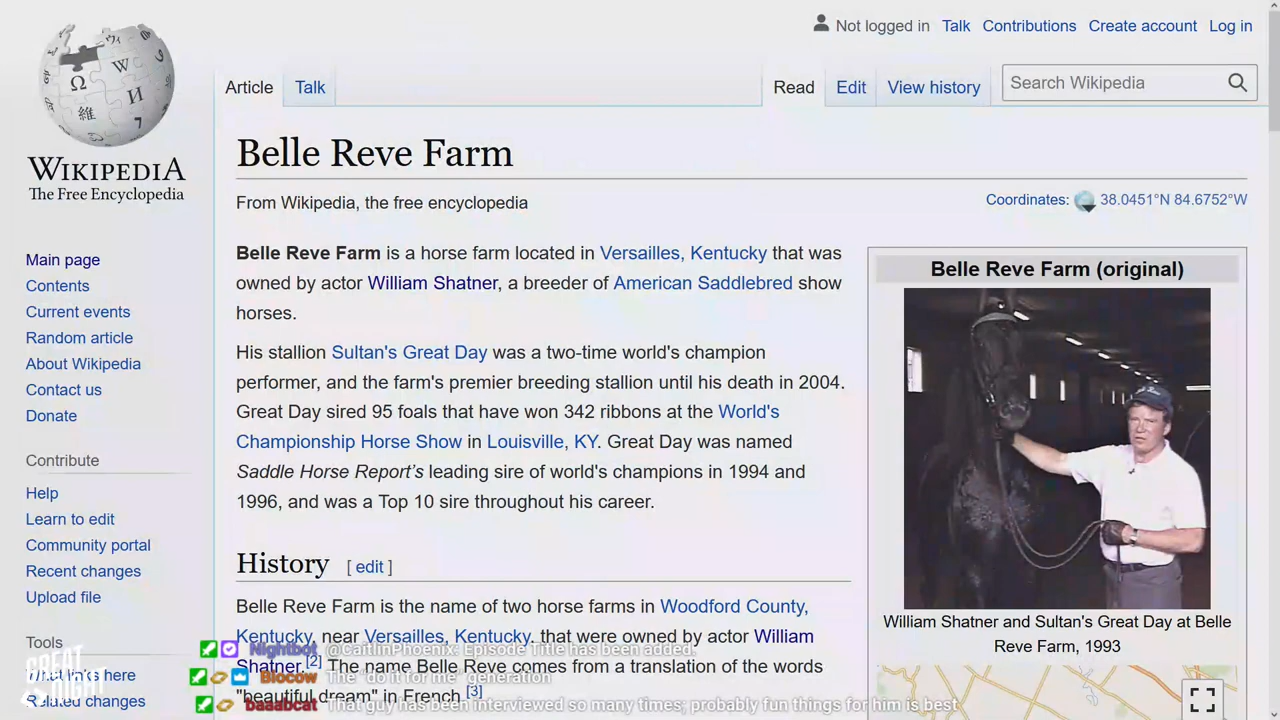 Not logged in Talk Contributions Create account Log in
Article Talk Read Edit View history Search Wikipedia
WIKIPEDIA
The Free Encyclopedia
Main page
Contents
Current events
Random article
About Wikipedia
Contact us
Donate
Contribute
Help
Learn to edit
Community portal
Recent changes
Upload file
Tools
What links here
Related changes
GREAT NIGHT
Belle Reve Farm
From Wikipedia, the free encyclopedia
Coordinates: 38.0451°N 84.6752°W
Belle Reve Farm is a horse farm located in Versailles, Kentucky that was
owned by actor William Shatner, a breeder of American Saddlebred show
horses.
His stallion Sultan's Great Day was a two-time world's champion
performer, and the farm's premier breeding stallion until his death in 2004.
Great Day sired 95 foals that have won 342 ribbons at the World's
Championship Horse Show in Louisville, KY. Great Day was named
Saddle Horse Report's leading sire of world's champions in 1994 and
1996, and was a Top 10 sire throughout his career.
History [ edit ]
Belle Reve Farm is the name of two horse farms in Woodford County,
Kentucky, near Versailles, Kentucky, that were owned by actor William
Shatner.[2] The name Belle Reve comes from a translation of the words
"beautiful dream" in French.[3]
Belle Reve Farm (original)
William Shatner and Sultan's Great Day at Belle
Reve Farm, 1993
Nightbot @CaitlinPhoenix: Episode Title has been added.
Blocow The "do it for me" generation
baaabcat That guy has been interviewed so many times; probably fun things for him is best